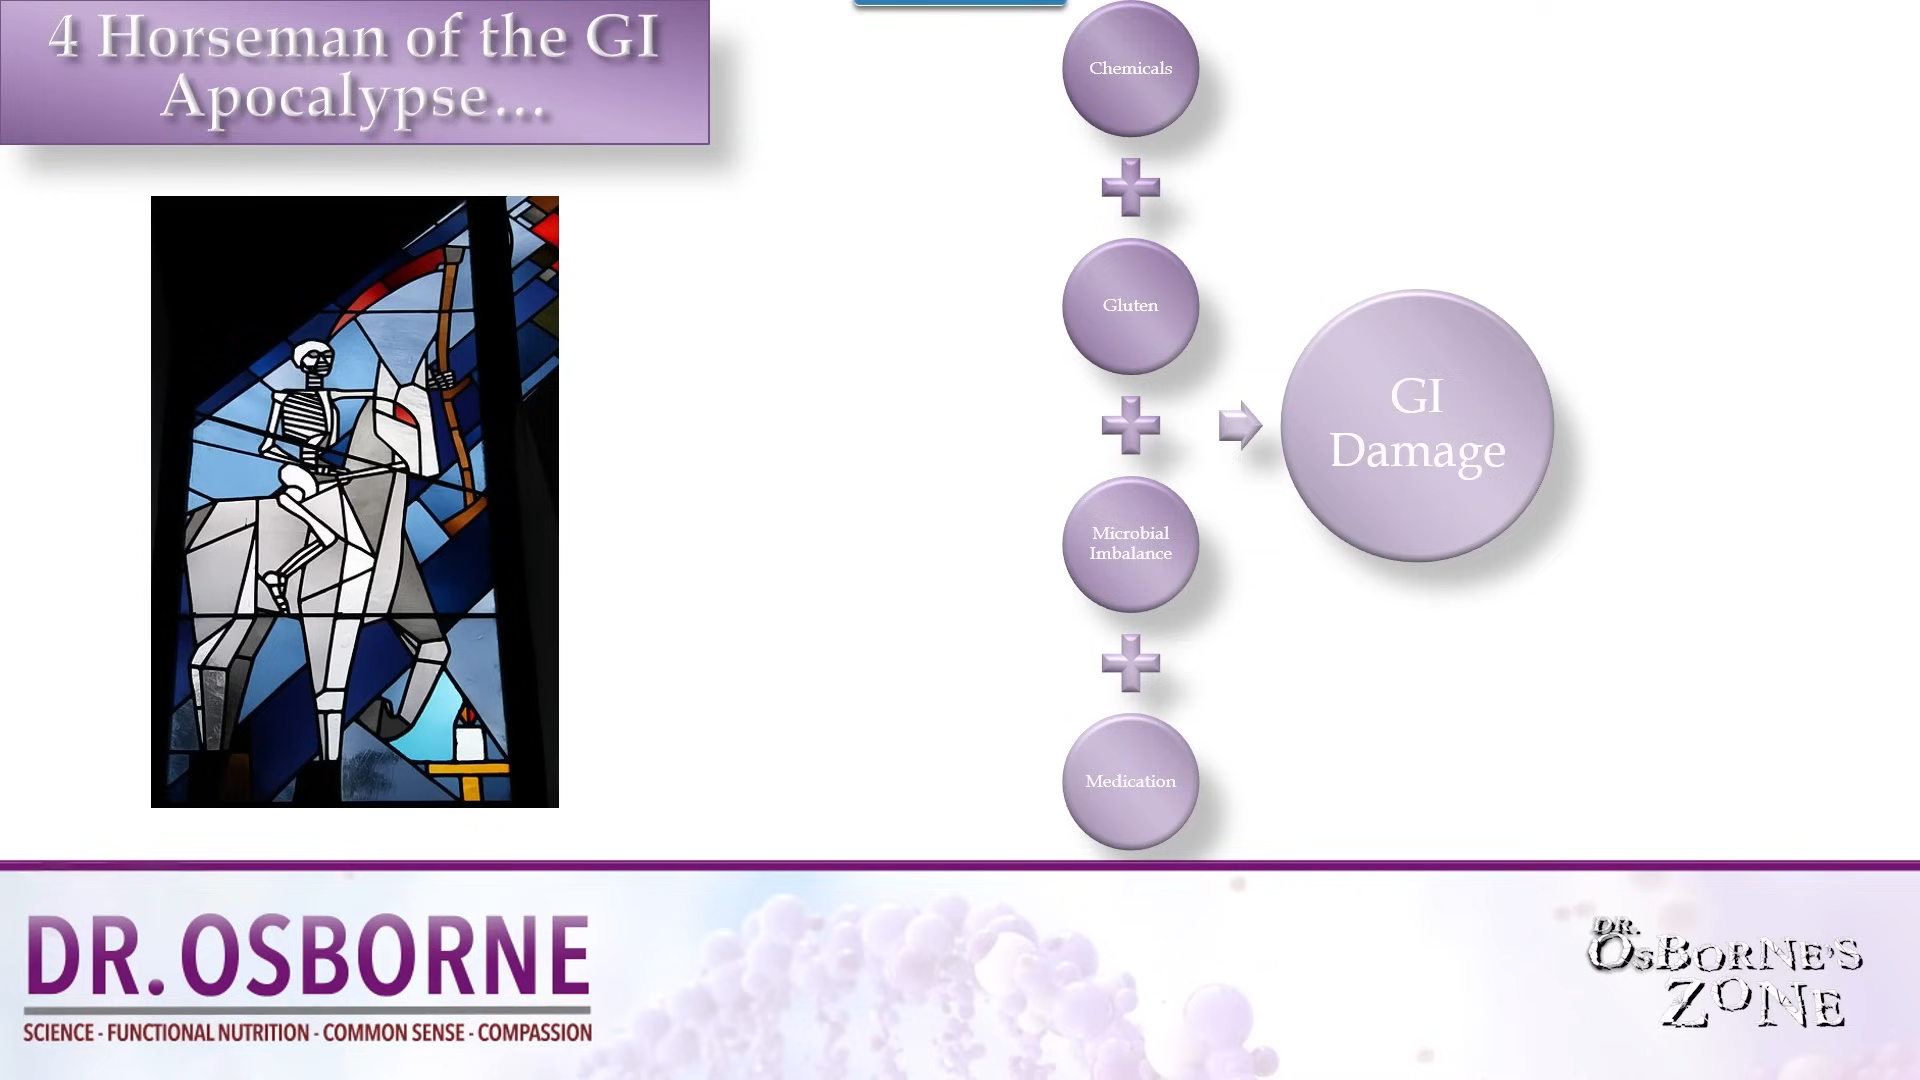 4 Horseman of the GI
Apocalypse...
Chemicals
Gluten
Microbial
Imbalance
Medication
GI
Damage
DR. OSBORNE
SCIENCE - FUNCTIONAL NUTRITION - COMMON SENSE - COMPASSION
DR.
OSBORNE'S
ZONE